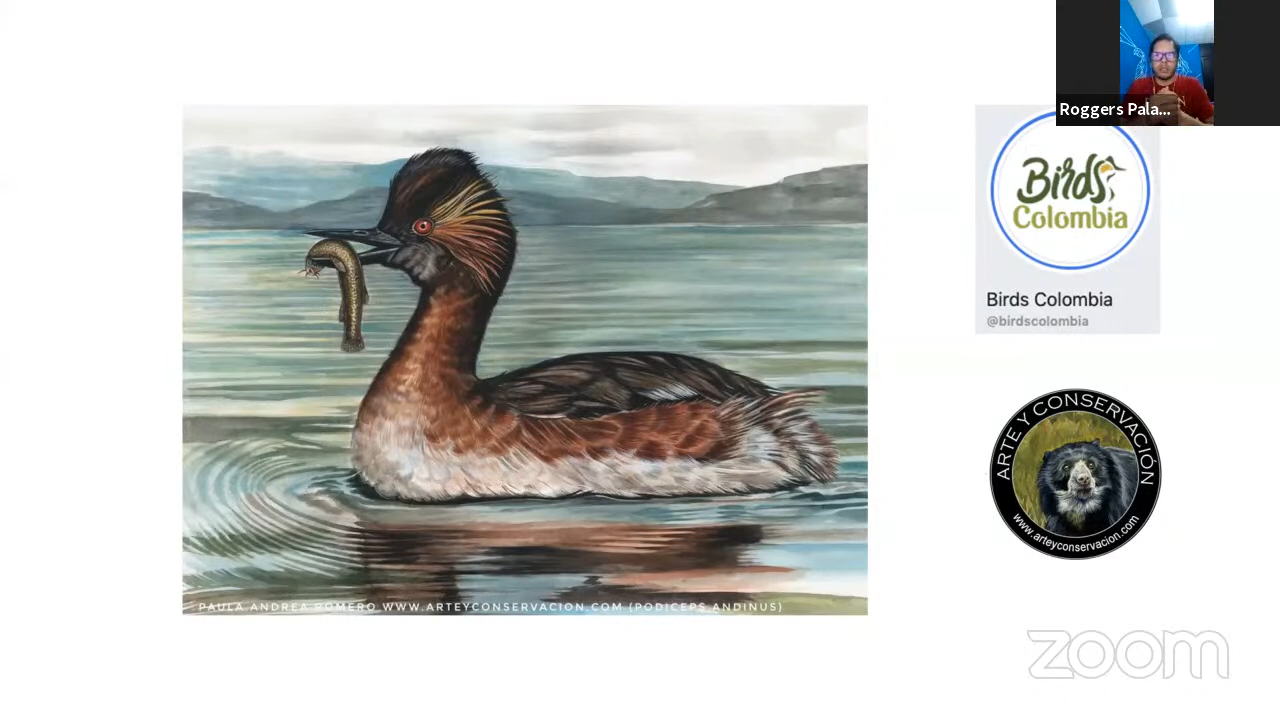 Roggers Pala...
Birds
Colombia
Birds Colombia
@birdscolombia
ARTE Y CONSERVACIÓN
www.arteyconservacion.com
PAULA ANDREA ROMERO WWW.ARTEYCONSERVACION.COM (PODICEPS ANDINUS)
zoom